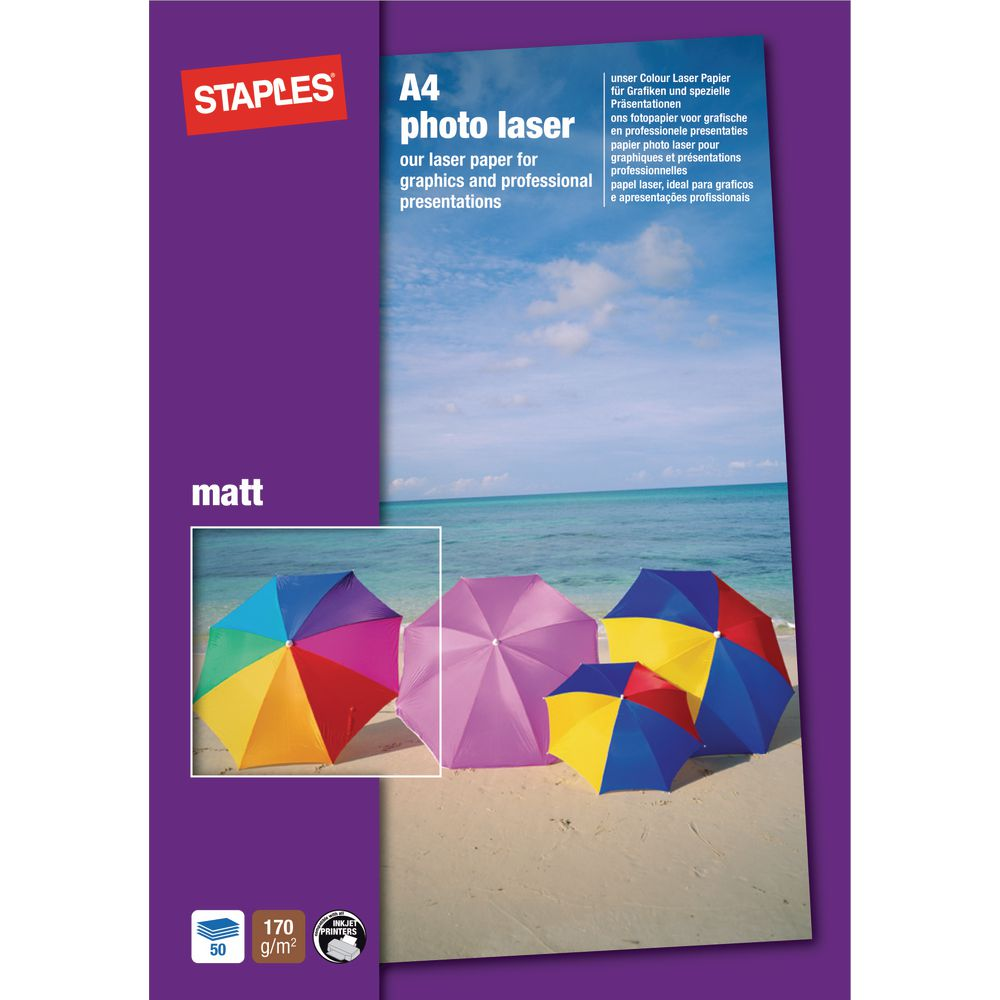 STAPLES®
A4
photo laser
our laser paper for
graphics and professional
presentations
unser Colour Laser Papier
für Grafiken und spezielle
Präsentationen
ons fotopapier voor grafische
en professionele presentaties
papier photo laser pour
graphiques et présentations
professionnelles
papel laser, ideal para graficos
e apresentações profissionais
matt
50
170
g/m²
with all
INKJET
PRINTERS